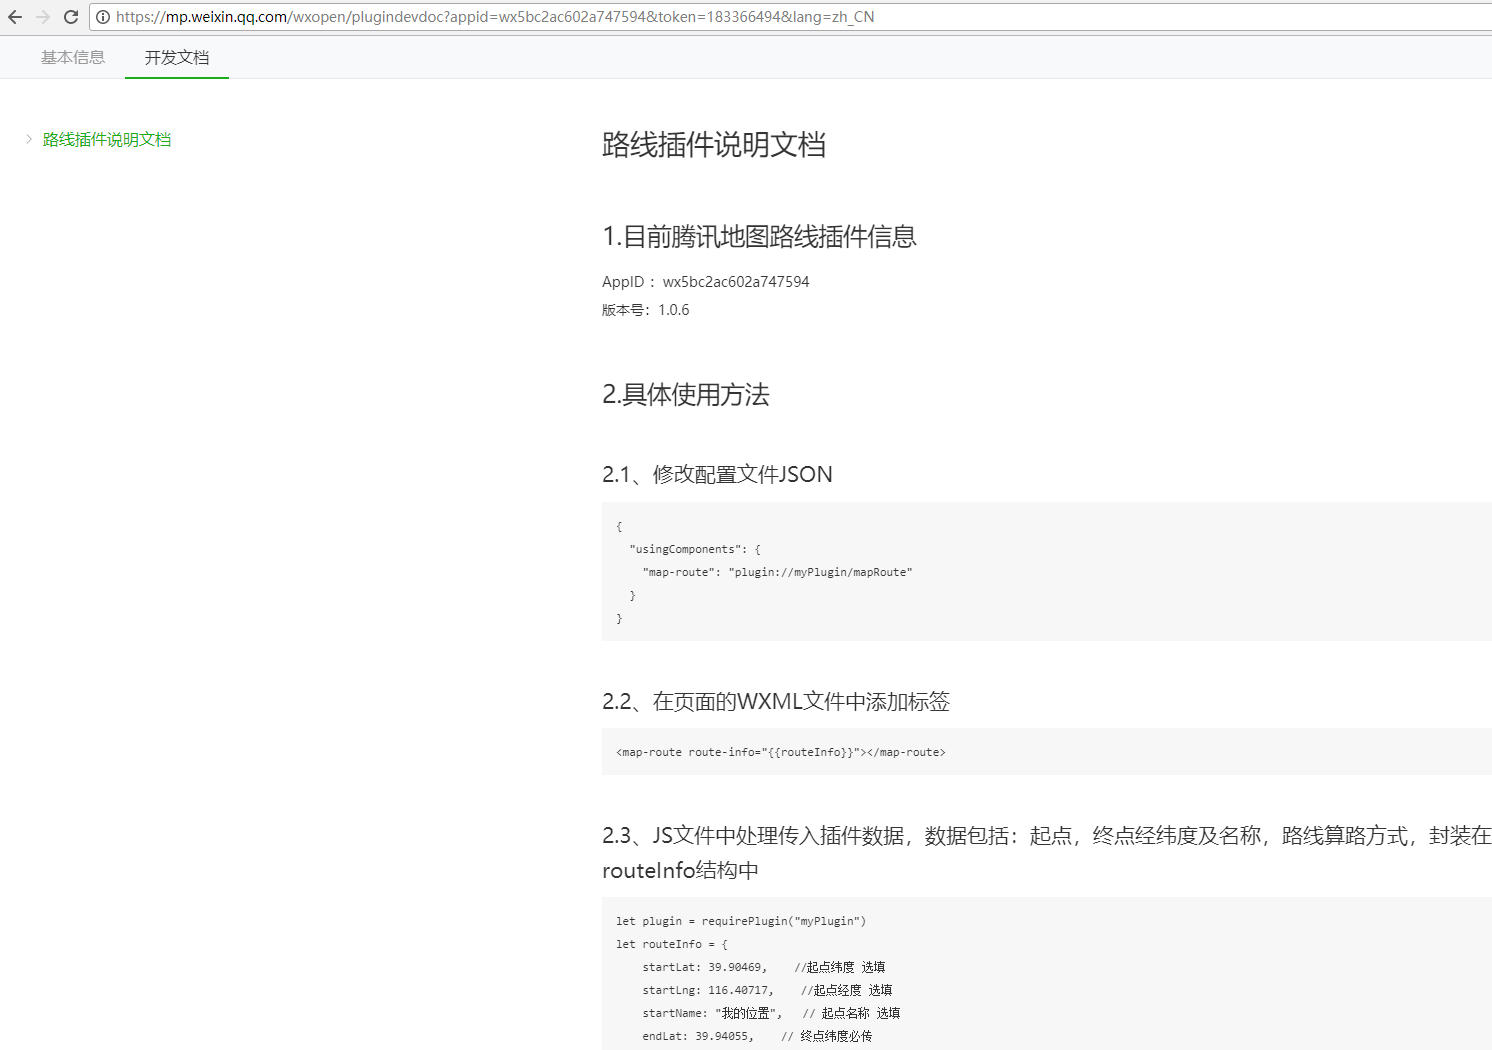 https://mp.weixin.qq.com/wxopen/plugindevdoc?appid=wx5bc2ac602a747594&token=183366494&lang=zh_CN
基本信息 开发文档
路线插件说明文档
路线插件说明文档
1.目前腾讯地图路线插件信息
AppID ：wx5bc2ac602a747594
版本号：1.0.6
2.具体使用方法
2.1、修改配置文件JSON
{
  "usingComponents": {
    "map-route": "plugin://myPlugin/mapRoute"
  }
}
2.2、在页面的WXML文件中添加标签
<map-route route-info="{{routeInfo}}"></map-route>
2.3、JS文件中处理传入插件数据，数据包括：起点，终点经纬度及名称，路线算路方式，封装在
routeInfo结构中
let plugin = requirePlugin("myPlugin")
let routeInfo = {
    startLat: 39.90469,    //起点纬度 选填
    startLng: 116.40717,    //起点经度 选填
    startName: "我的位置",   // 起点名称 选填
    endLat: 39.94055,    // 终点纬度必传